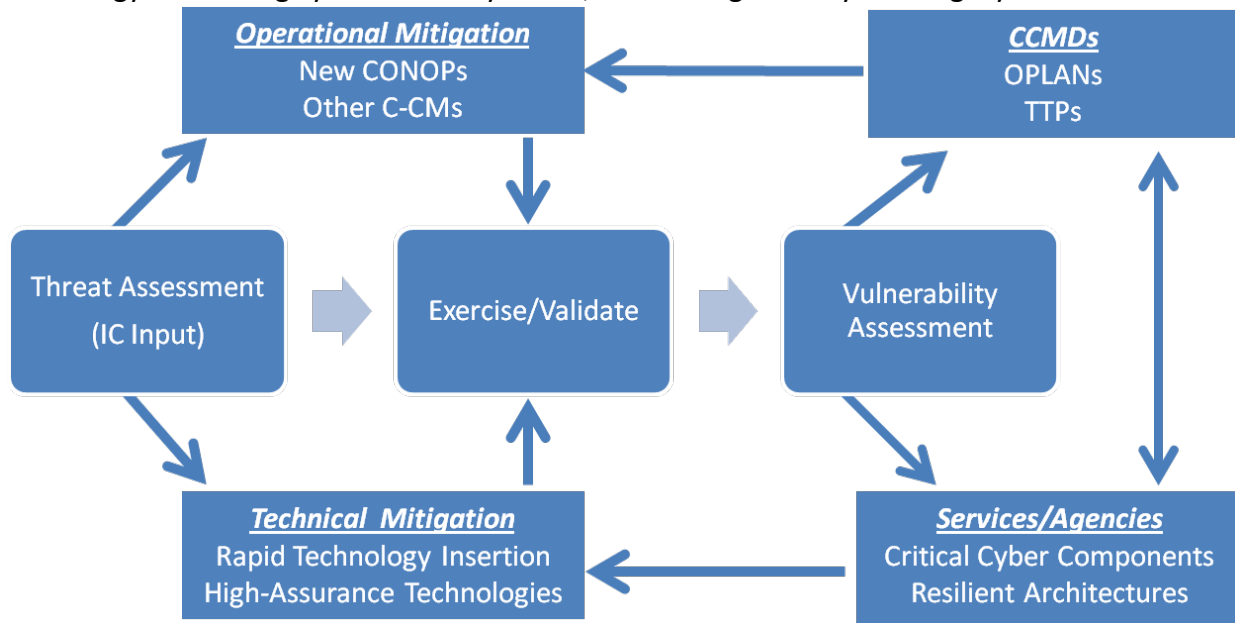 Operational Mitigation
New CONOPs
Other C-CMs
CCMDs
OPLANs
TTPs
Threat Assessment
(IC Input)
Exercise/Validate
Vulnerability
Assessment
Technical Mitigation
Rapid Technology Insertion
High-Assurance Technologies
Services/Agencies
Critical Cyber Components
Resilient Architectures